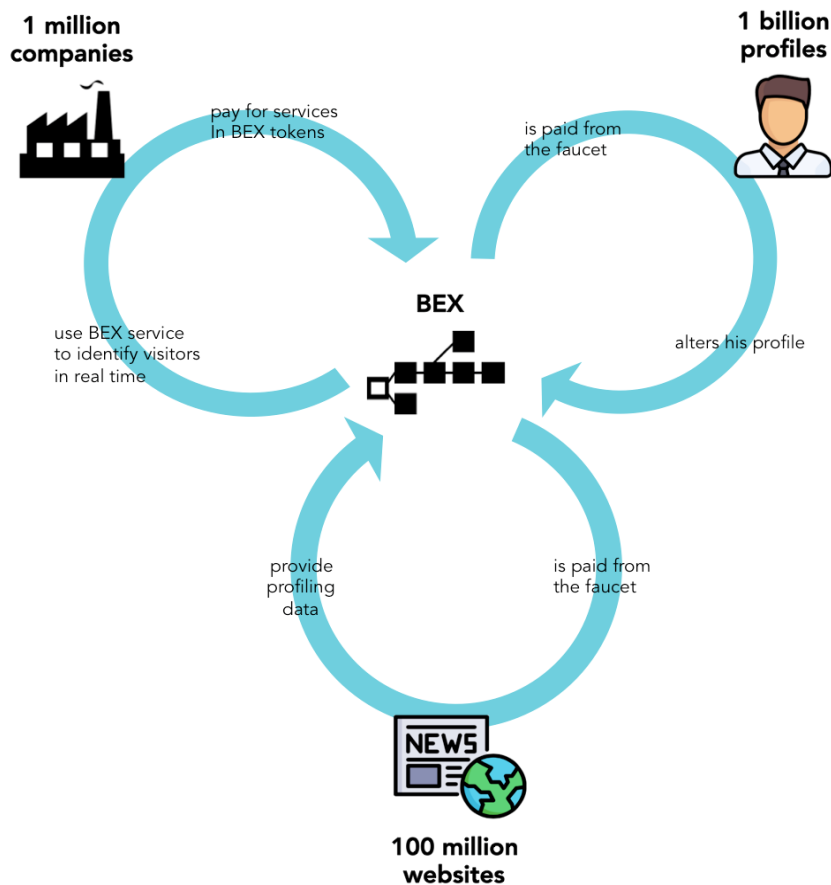 1 million
companies
1 billion
profiles
pay for services
In BEX tokens
is paid from
the faucet
BEX
use BEX service
to identify visitors
in real time
alters his profile
provide
profiling
data
is paid from
the faucet
NEWS
100 million
websites